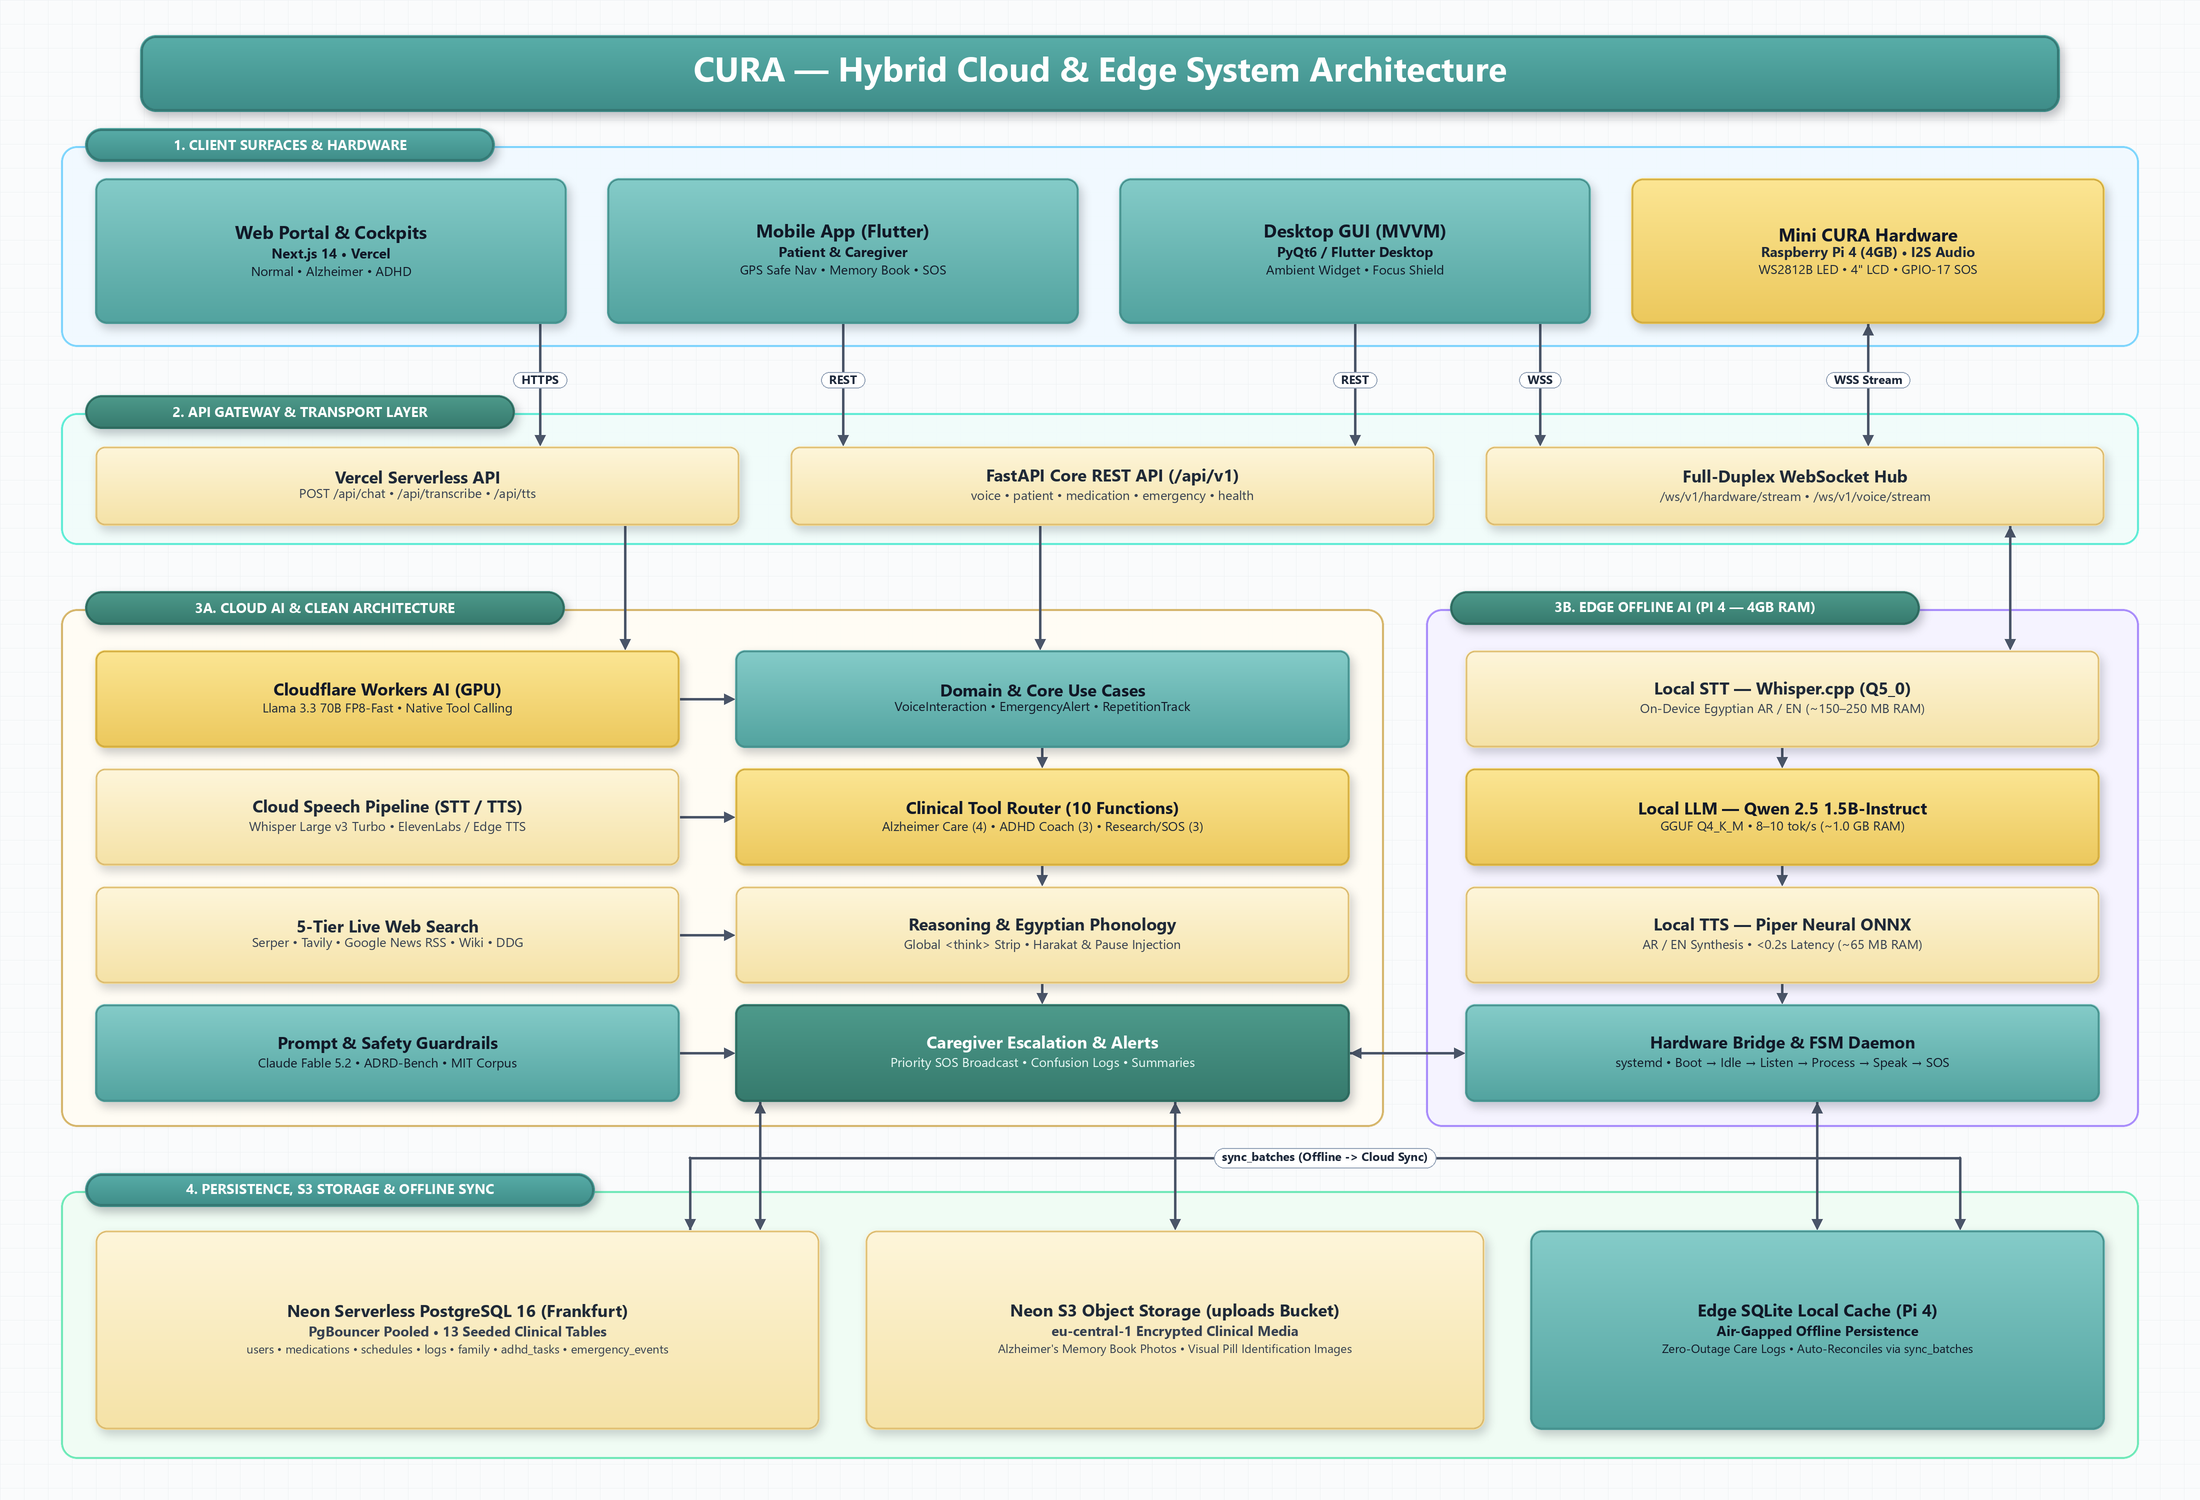 CURA — Hybrid Cloud & Edge System Architecture
1. CLIENT SURFACES & HARDWARE
Web Portal & Cockpits
Next.js 14 • Vercel
Normal • Alzheimer • ADHD
Mobile App (Flutter)
Patient & Caregiver
GPS Safe Nav • Memory Book • SOS
Desktop GUI (MVVM)
PyQt6 / Flutter Desktop
Ambient Widget • Focus Shield
Mini CURA Hardware
Raspberry Pi 4 (4GB) • I2S Audio
WS2812B LED • 4" LCD • GPIO-17 SOS
HTTPS
REST
REST
WSS
WSS Stream
2. API GATEWAY & TRANSPORT LAYER
Vercel Serverless API
POST /api/chat • /api/transcribe • /api/tts
FastAPI Core REST API (/api/v1)
voice • patient • medication • emergency • health
Full-Duplex WebSocket Hub
/ws/v1/hardware/stream • /ws/v1/voice/stream
3A. CLOUD AI & CLEAN ARCHITECTURE
Cloudflare Workers AI (GPU)
Llama 3.3 70B FP8-Fast • Native Tool Calling
Domain & Core Use Cases
VoiceInteraction • EmergencyAlert • RepetitionTrack
Cloud Speech Pipeline (STT / TTS)
Whisper Large v3 Turbo • ElevenLabs / Edge TTS
Clinical Tool Router (10 Functions)
Alzheimer Care (4) • ADHD Coach (3) • Research/SOS (3)
5-Tier Live Web Search
Serper • Tavily • Google News RSS • Wiki • DDG
Reasoning & Egyptian Phonology
Global <think> Strip • Harakat & Pause Injection
Prompt & Safety Guardrails
Claude Fable 5.2 • ADRD-Bench • MIT Corpus
Caregiver Escalation & Alerts
Priority SOS Broadcast • Confusion Logs • Summaries
3B. EDGE OFFLINE AI (PI 4 — 4GB RAM)
Local STT — Whisper.cpp (Q5_0)
On-Device Egyptian AR / EN (~150–250 MB RAM)
Local LLM — Qwen 2.5 1.5B-Instruct
GGUF Q4_K_M • 8–10 tok/s (~1.0 GB RAM)
Local TTS — Piper Neural ONNX
AR / EN Synthesis • <0.2s Latency (~65 MB RAM)
Hardware Bridge & FSM Daemon
systemd • Boot → Idle → Listen → Process → Speak → SOS
sync_batches (Offline -> Cloud Sync)
4. PERSISTENCE, S3 STORAGE & OFFLINE SYNC
Neon Serverless PostgreSQL 16 (Frankfurt)
PgBouncer Pooled • 13 Seeded Clinical Tables
users • medications • schedules • logs • family • adhd_tasks • emergency_events
Neon S3 Object Storage (uploads Bucket)
eu-central-1 Encrypted Clinical Media
Alzheimer's Memory Book Photos • Visual Pill Identification Images
Edge SQLite Local Cache (Pi 4)
Air-Gapped Offline Persistence
Zero-Outage Care Logs • Auto-Reconciles via sync_batches